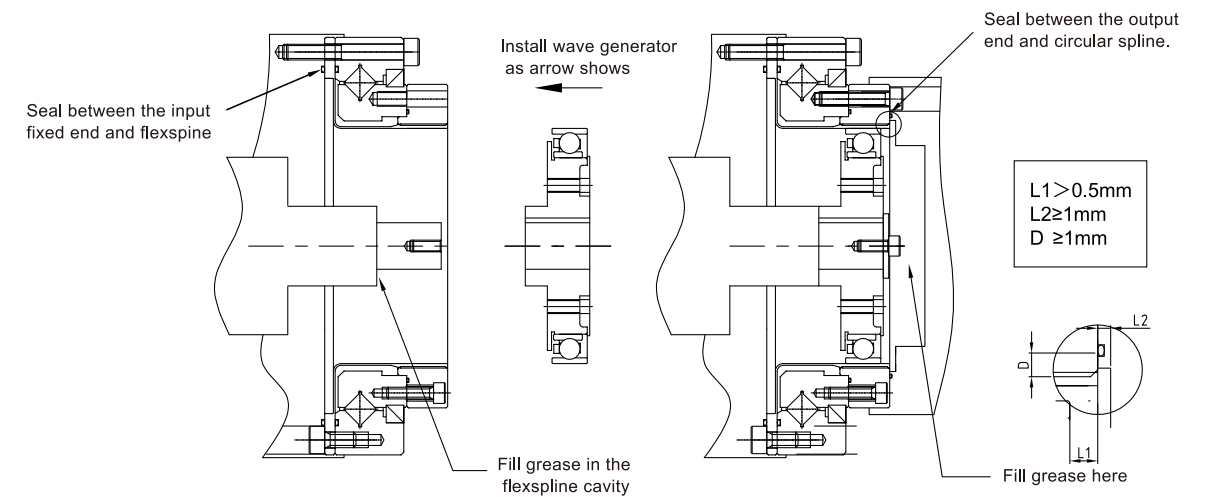 Seal between the output
end and circular spline.
Install wave generator
as arrow shows
Seal between the input
fixed end and flexspine
L1＞0.5mm
L2≥1mm
D ≥1mm
L2
D
L1
Fill grease in the
flexspline cavity
Fill grease here